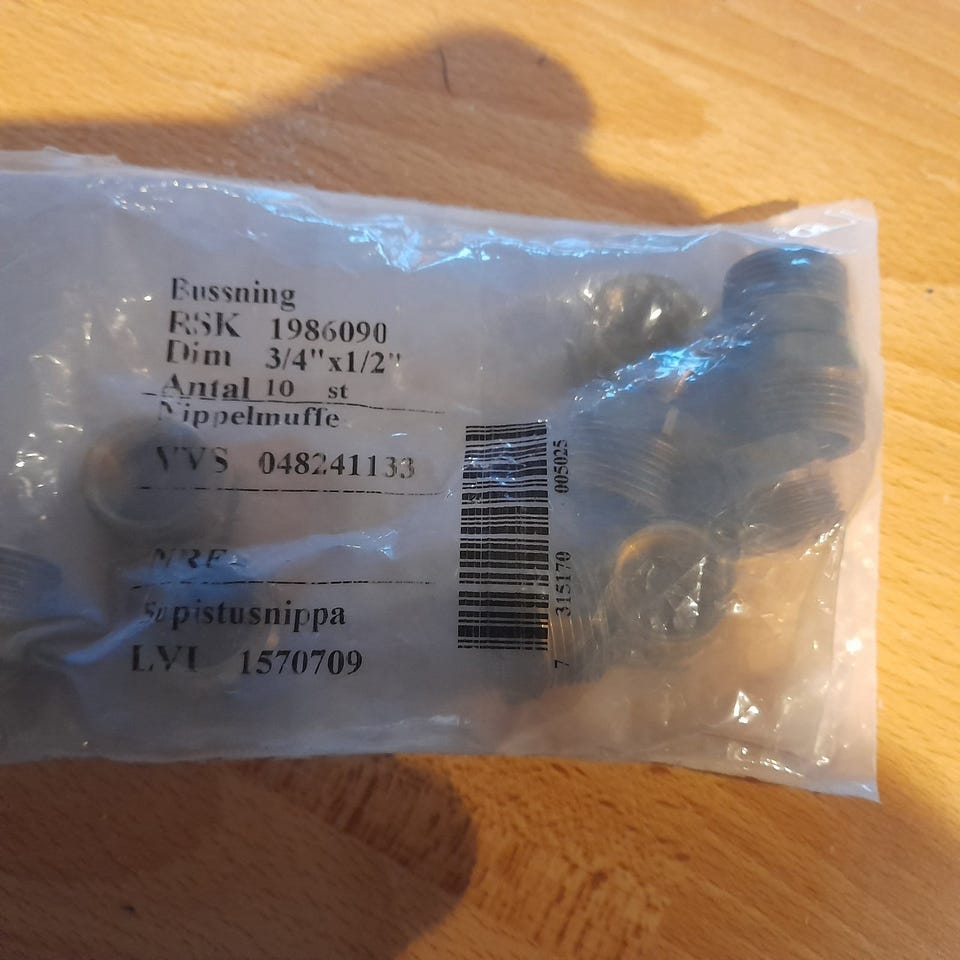 Bussning
RSK 1986090
Dim 3/4"x1/2"
Antal 10 st
Nippelmuffe
VVS 048241133
NRF -
Supistusnippa
LVI 1570709
7 315170 005025